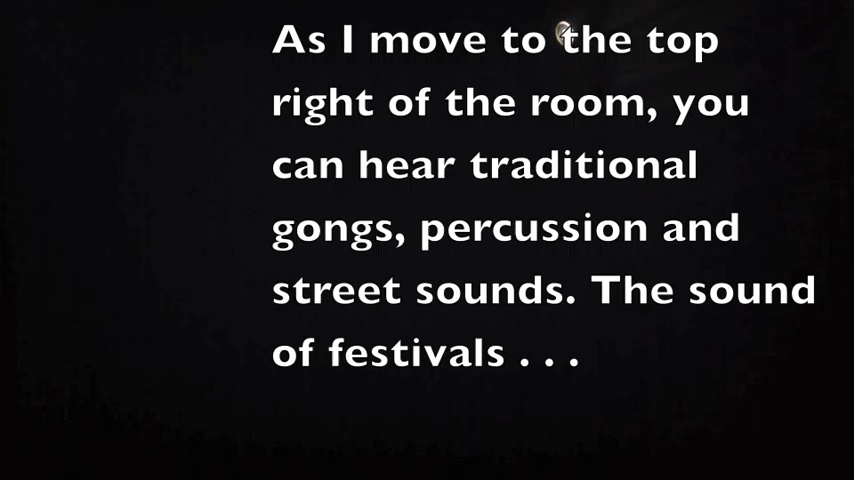 As I move to the top
right of the room, you
can hear traditional
gongs, percussion and
street sounds. The sound
of festivals . . .